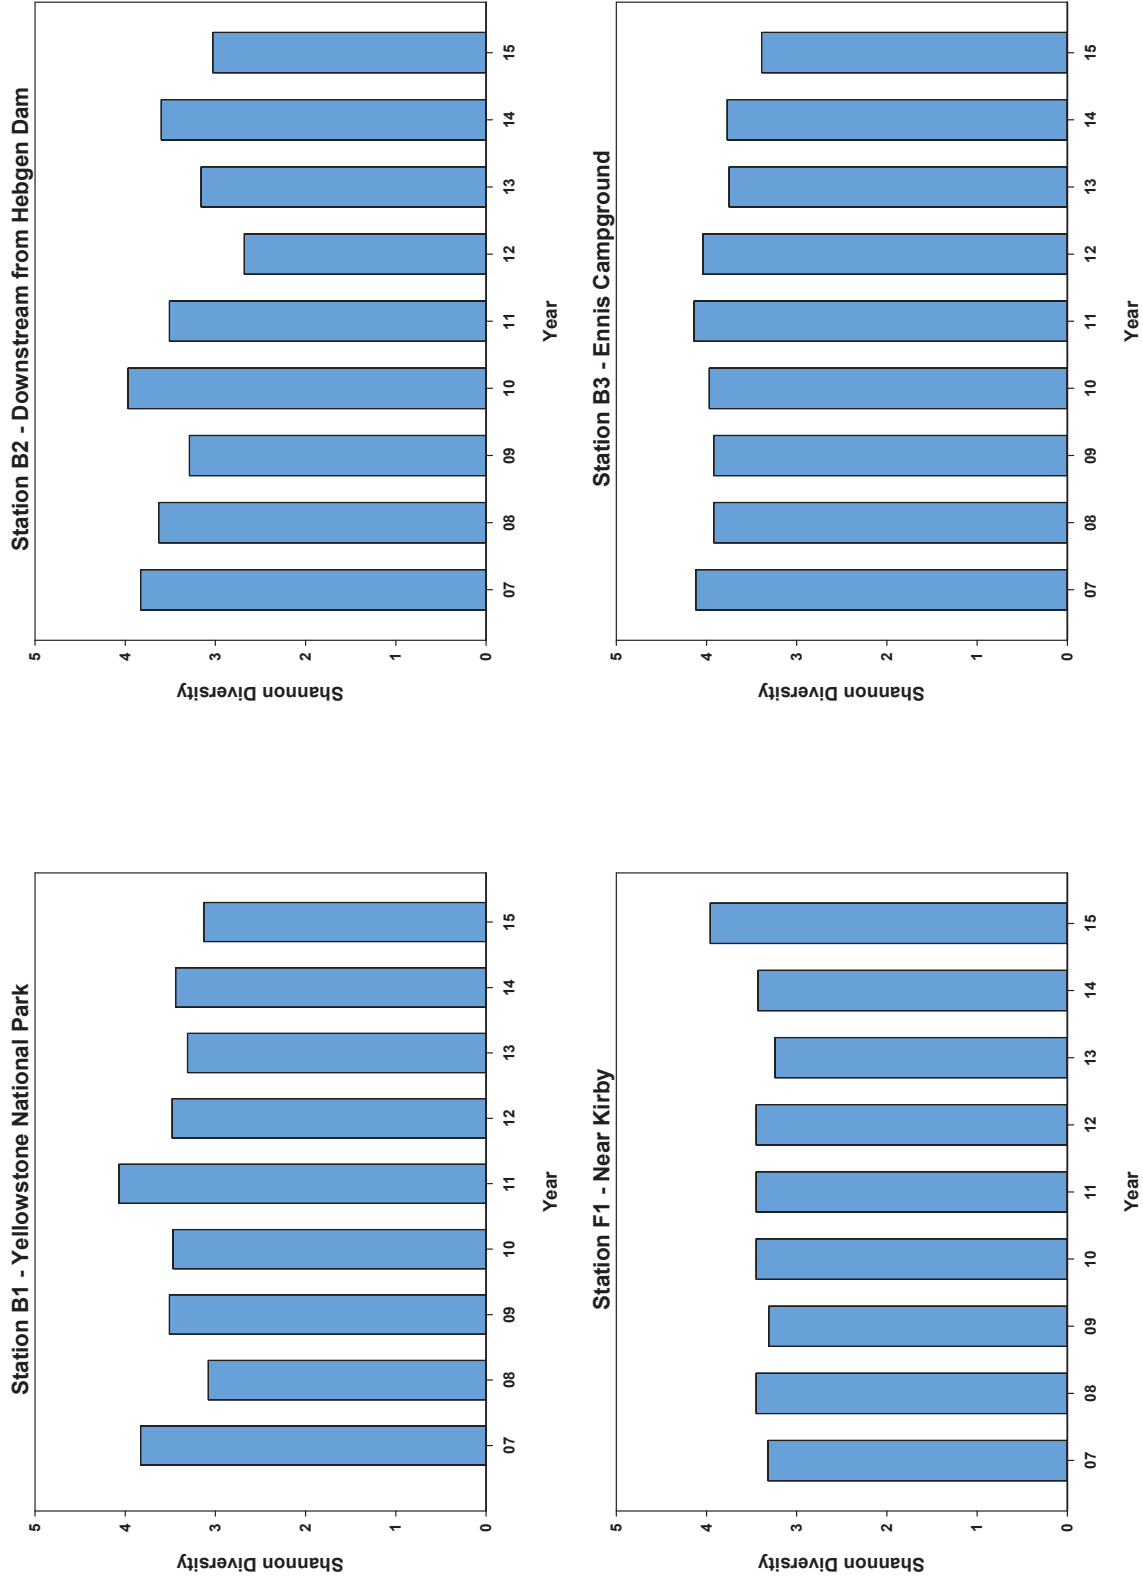 Station B1 - Yellowstone National Park
Shannon Diversity
5
4
3
2
1
0
07 08 09 10 11 12 13 14 15
Year
Station B2 - Downstream from Hebgen Dam
Shannon Diversity
5
4
3
2
1
0
07 08 09 10 11 12 13 14 15
Year
Station F1 - Near Kirby
Shannon Diversity
5
4
3
2
1
0
07 08 09 10 11 12 13 14 15
Year
Station B3 - Ennis Campground
Shannon Diversity
5
4
3
2
1
0
07 08 09 10 11 12 13 14 15
Year